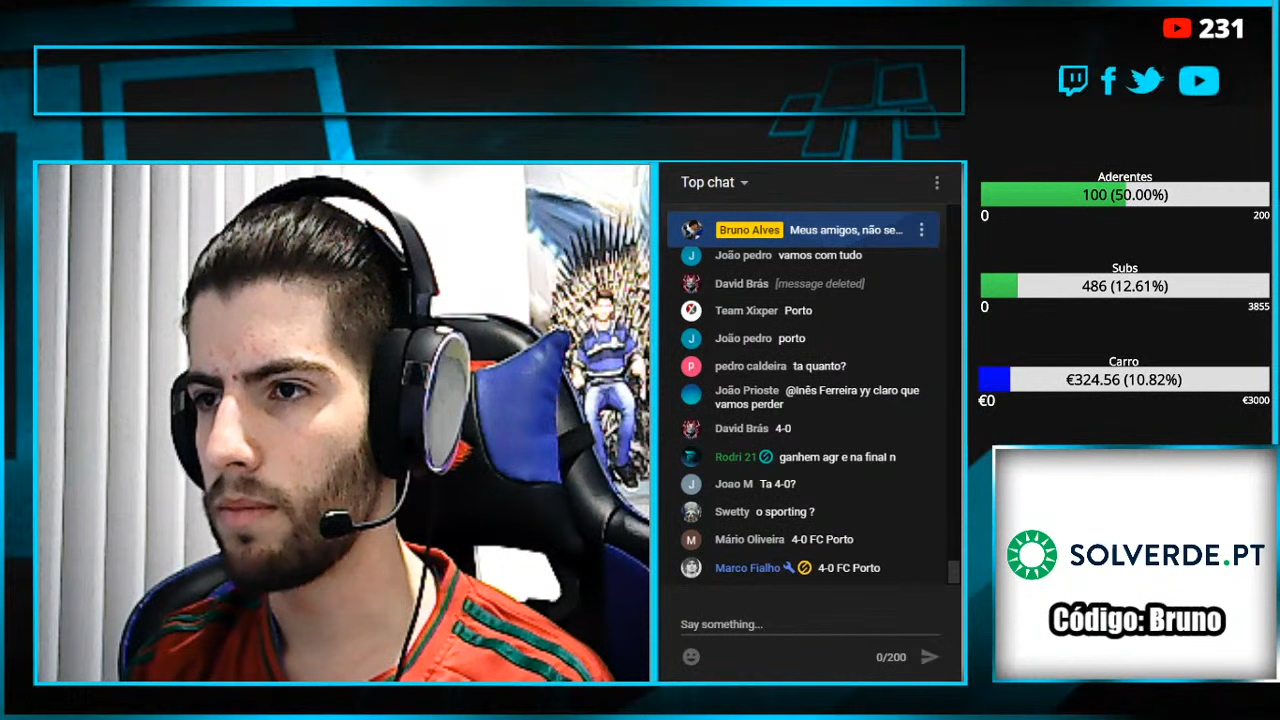 231
Top chat
Bruno Alves Meus amigos, não se...
João pedro vamos com tudo
David Brás [message deleted]
Team Xixper Porto
João pedro porto
pedro caldeira ta quanto?
João Prioste @Inês Ferreira yy claro que
vamos perder
David Brás 4-0
Rodri 21 ganhem agr e na final n
Joao M Ta 4-0?
Swetty o sporting ?
Mário Oliveira 4-0 FC Porto
Marco Fialho 4-0 FC Porto
Say something...
0/200
Aderentes
100 (50.00%)
0 200
Subs
486 (12.61%)
0 3855
Carro
€324.56 (10.82%)
€0 €3000
SOLVERDE.PT
Código: Bruno